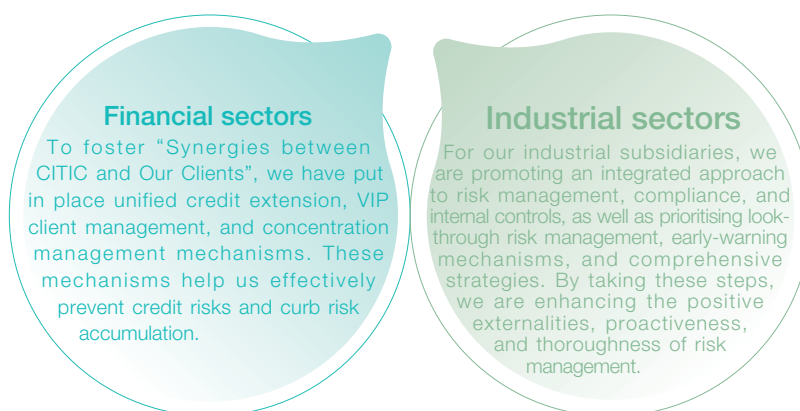 Financial sectors
To foster “Synergies between
CITIC and Our Clients”, we have put
in place unified credit extension, VIP
client management, and concentration
management mechanisms. These
mechanisms help us effectively
prevent credit risks and curb risk
accumulation.
Industrial sectors
For our industrial subsidiaries, we
are promoting an integrated approach
to risk management, compliance, and
internal controls, as well as prioritising look-
through risk management, early-warning
mechanisms, and comprehensive
strategies. By taking these steps,
we are enhancing the positive
externalities, proactiveness,
and thoroughness of risk
management.